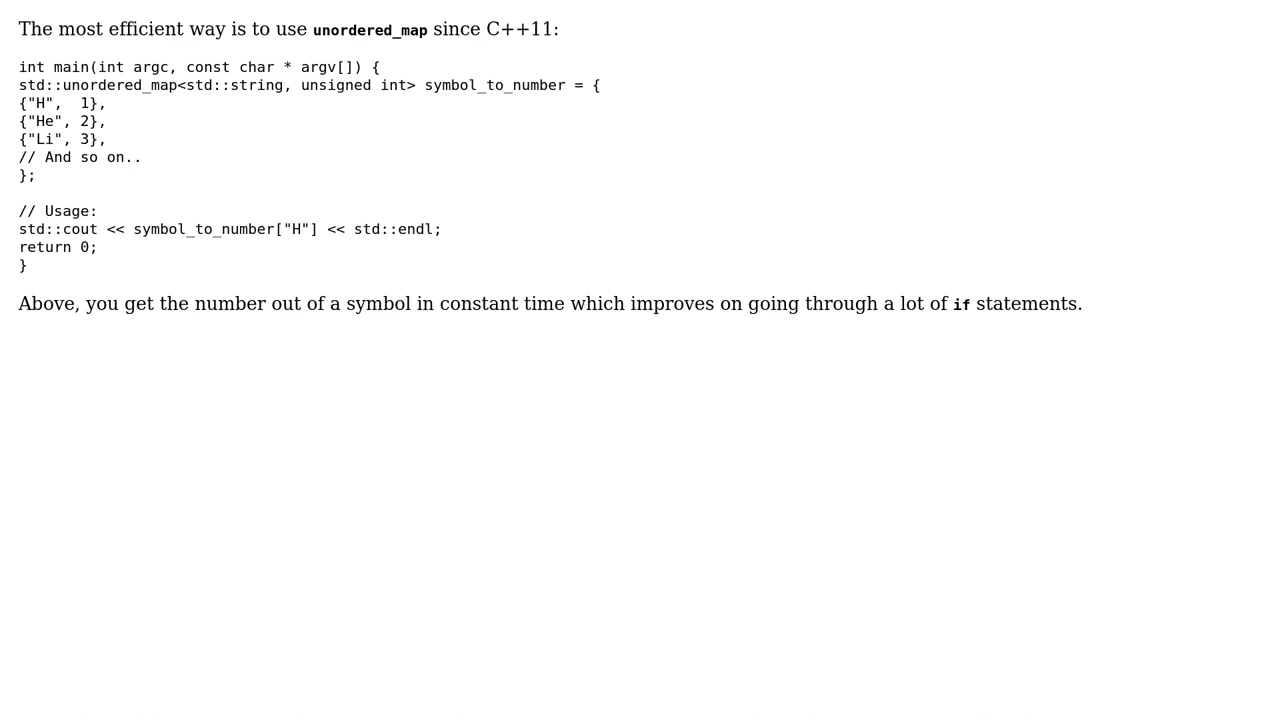 The most efficient way is to use unordered_map since C++11:
int main(int argc, const char * argv[]) {
std::unordered_map<std::string, unsigned int> symbol_to_number = {
{"H",  1},
{"He", 2},
{"Li", 3},
// And so on..
};
// Usage:
std::cout << symbol_to_number["H"] << std::endl;
return 0;
}
Above, you get the number out of a symbol in constant time which improves on going through a lot of if statements.